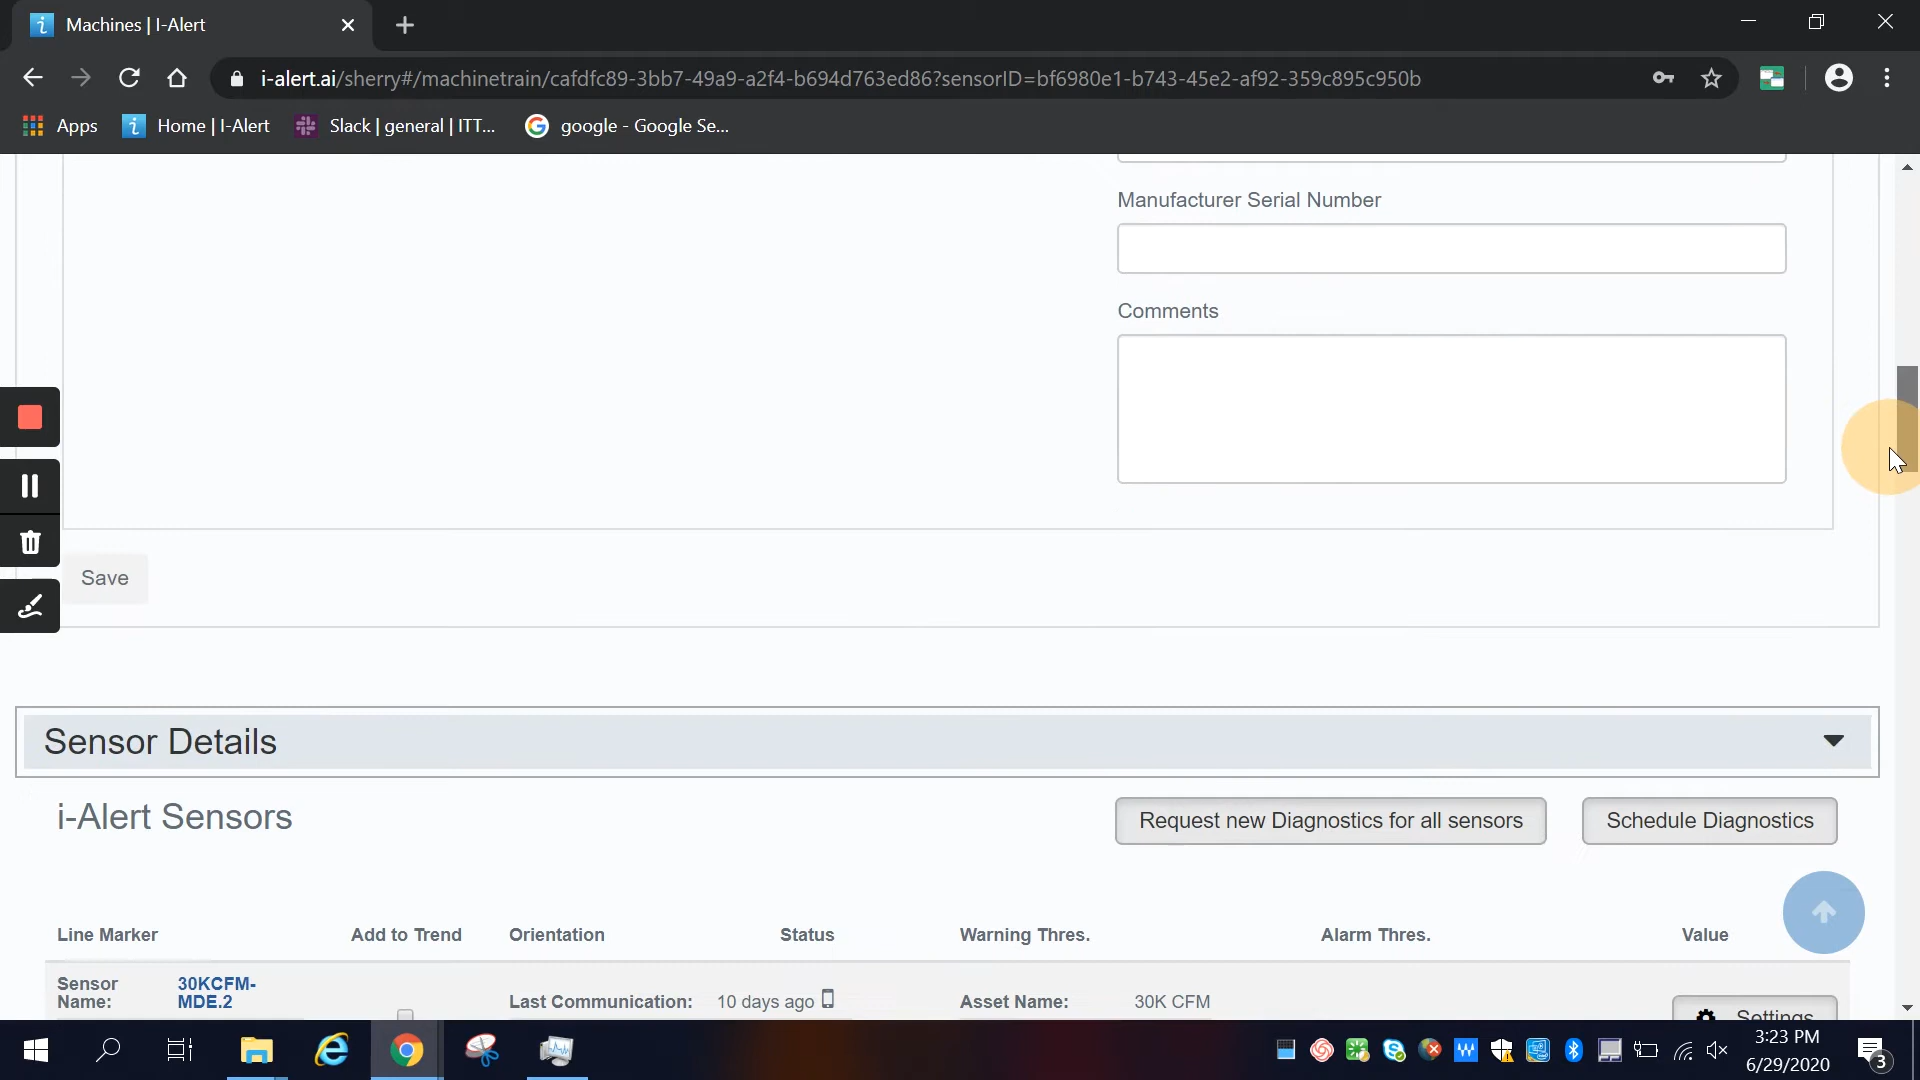 Machines | I-Alert
i-alert.ai/sherry#/machinetrain/cafdfc89-3bb7-49a9-a2f4-b694d763ed86?sensorID=bf6980e1-b743-45e2-af92-359c895c950b
Apps
Home | I-Alert
Slack | general | ITT...
google - Google Se...
Manufacturer Serial Number
Comments
Save
Sensor Details
i-Alert Sensors
Request new Diagnostics for all sensors
Schedule Diagnostics
Line Marker Add to Trend Orientation Status Warning Thres. Alarm Thres. Value
Sensor Name: 30KCFM-MDE.2 Last Communication: 10 days ago Asset Name: 30K CFM
Settings
3:23 PM
6/29/2020
3